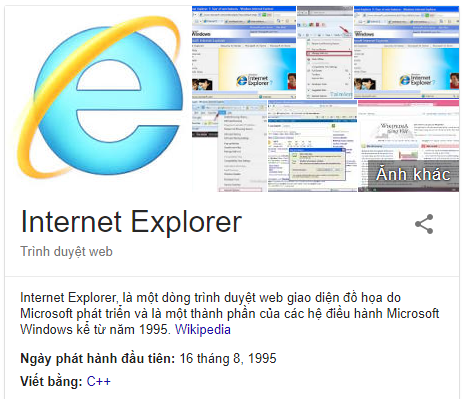 Ảnh khác
Internet Explorer
Trình duyệt web
Internet Explorer, là một dòng trình duyệt web giao diện đồ họa do
Microsoft phát triển và là một thành phần của các hệ điều hành Microsoft
Windows kể từ năm 1995. Wikipedia
Ngày phát hành đầu tiên: 16 tháng 8, 1995
Viết bằng: C++